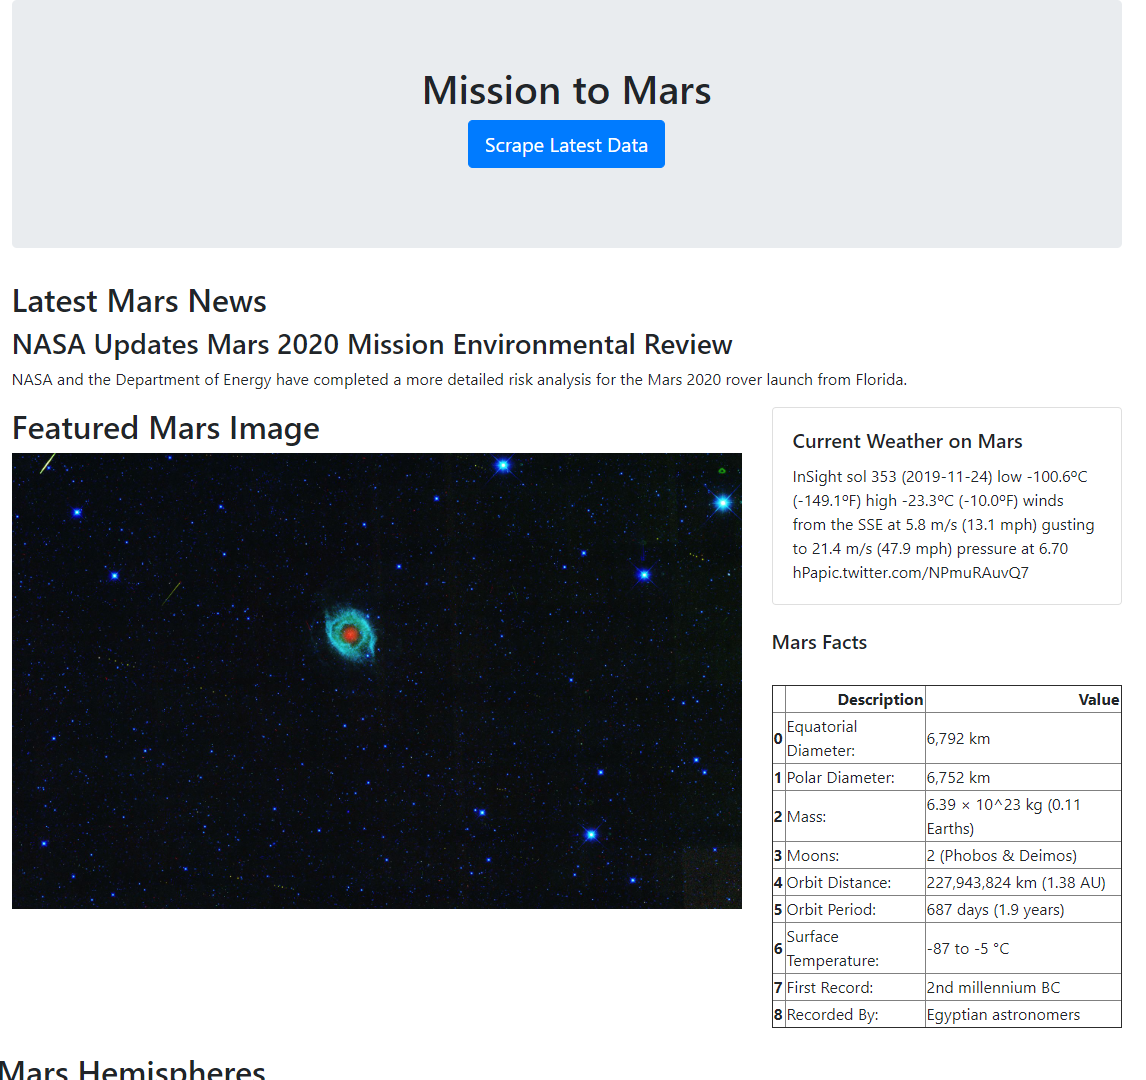 Mission to Mars
Scrape Latest Data
Latest Mars News
NASA Updates Mars 2020 Mission Environmental Review
NASA and the Department of Energy have completed a more detailed risk analysis for the Mars 2020 rover launch from Florida.
Featured Mars Image
Current Weather on Mars
InSight sol 353 (2019-11-24) low -100.6ºC
(-149.1ºF) high -23.3ºC (-10.0ºF) winds
from the SSE at 5.8 m/s (13.1 mph) gusting
to 21.4 m/s (47.9 mph) pressure at 6.70
hPapic.twitter.com/NPmuRAuvQ7
Mars Facts
Description Value
0 Equatorial Diameter: 6,792 km
1 Polar Diameter: 6,752 km
2 Mass: 6.39 × 10^23 kg (0.11 Earths)
3 Moons: 2 (Phobos & Deimos)
4 Orbit Distance: 227,943,824 km (1.38 AU)
5 Orbit Period: 687 days (1.9 years)
6 Surface Temperature: -87 to -5 °C
7 First Record: 2nd millennium BC
8 Recorded By: Egyptian astronomers
Mars Hemispheres